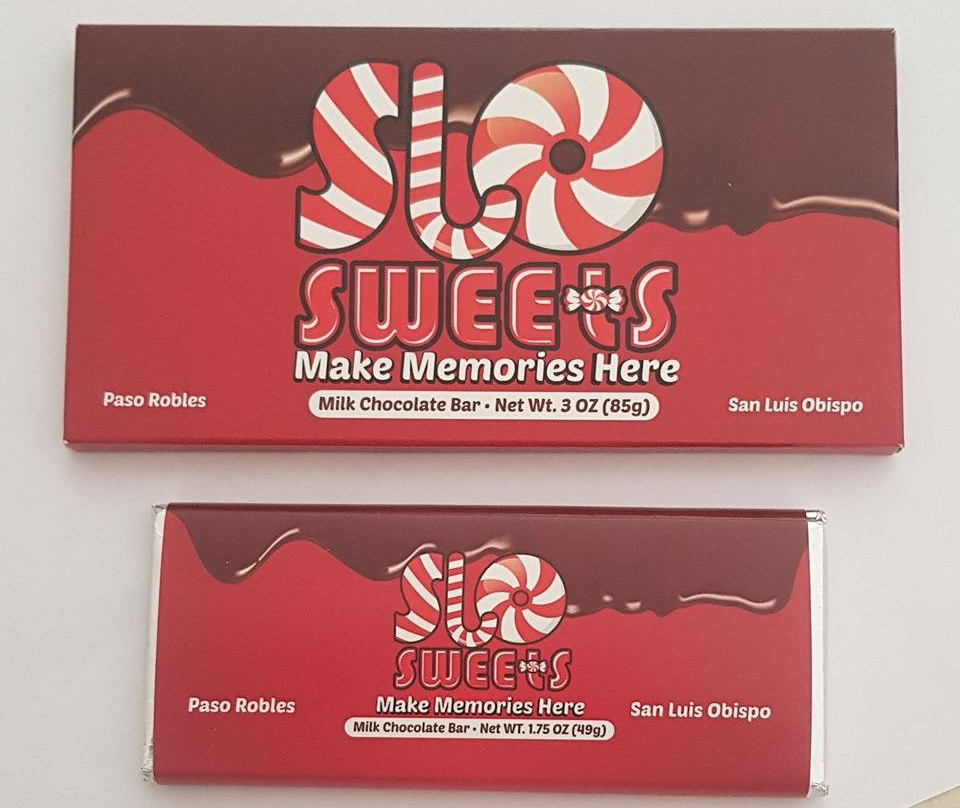 SLO
SWEEtS
Make Memories Here
Paso Robles
Milk Chocolate Bar • Net Wt. 3 OZ (85g)
San Luis Obispo
SLO
SWEEtS
Make Memories Here
Paso Robles
San Luis Obispo
Milk Chocolate Bar • Net WT. 1.75 OZ (49g)